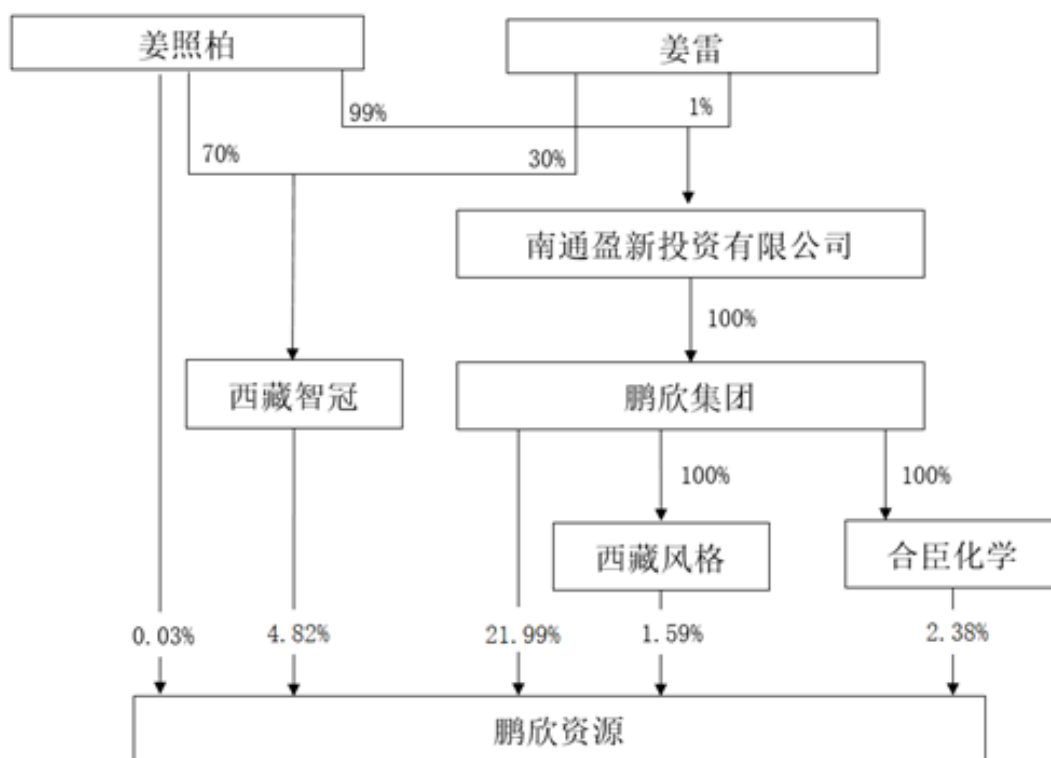 姜照柏
姜雷
99%
1%
70%
30%
南通盈新投资有限公司
100%
西藏智冠
鹏欣集团
100%
100%
西藏风格
合臣化学
0.03%
4.82%
21.99%
1.59%
2.38%
鹏欣资源